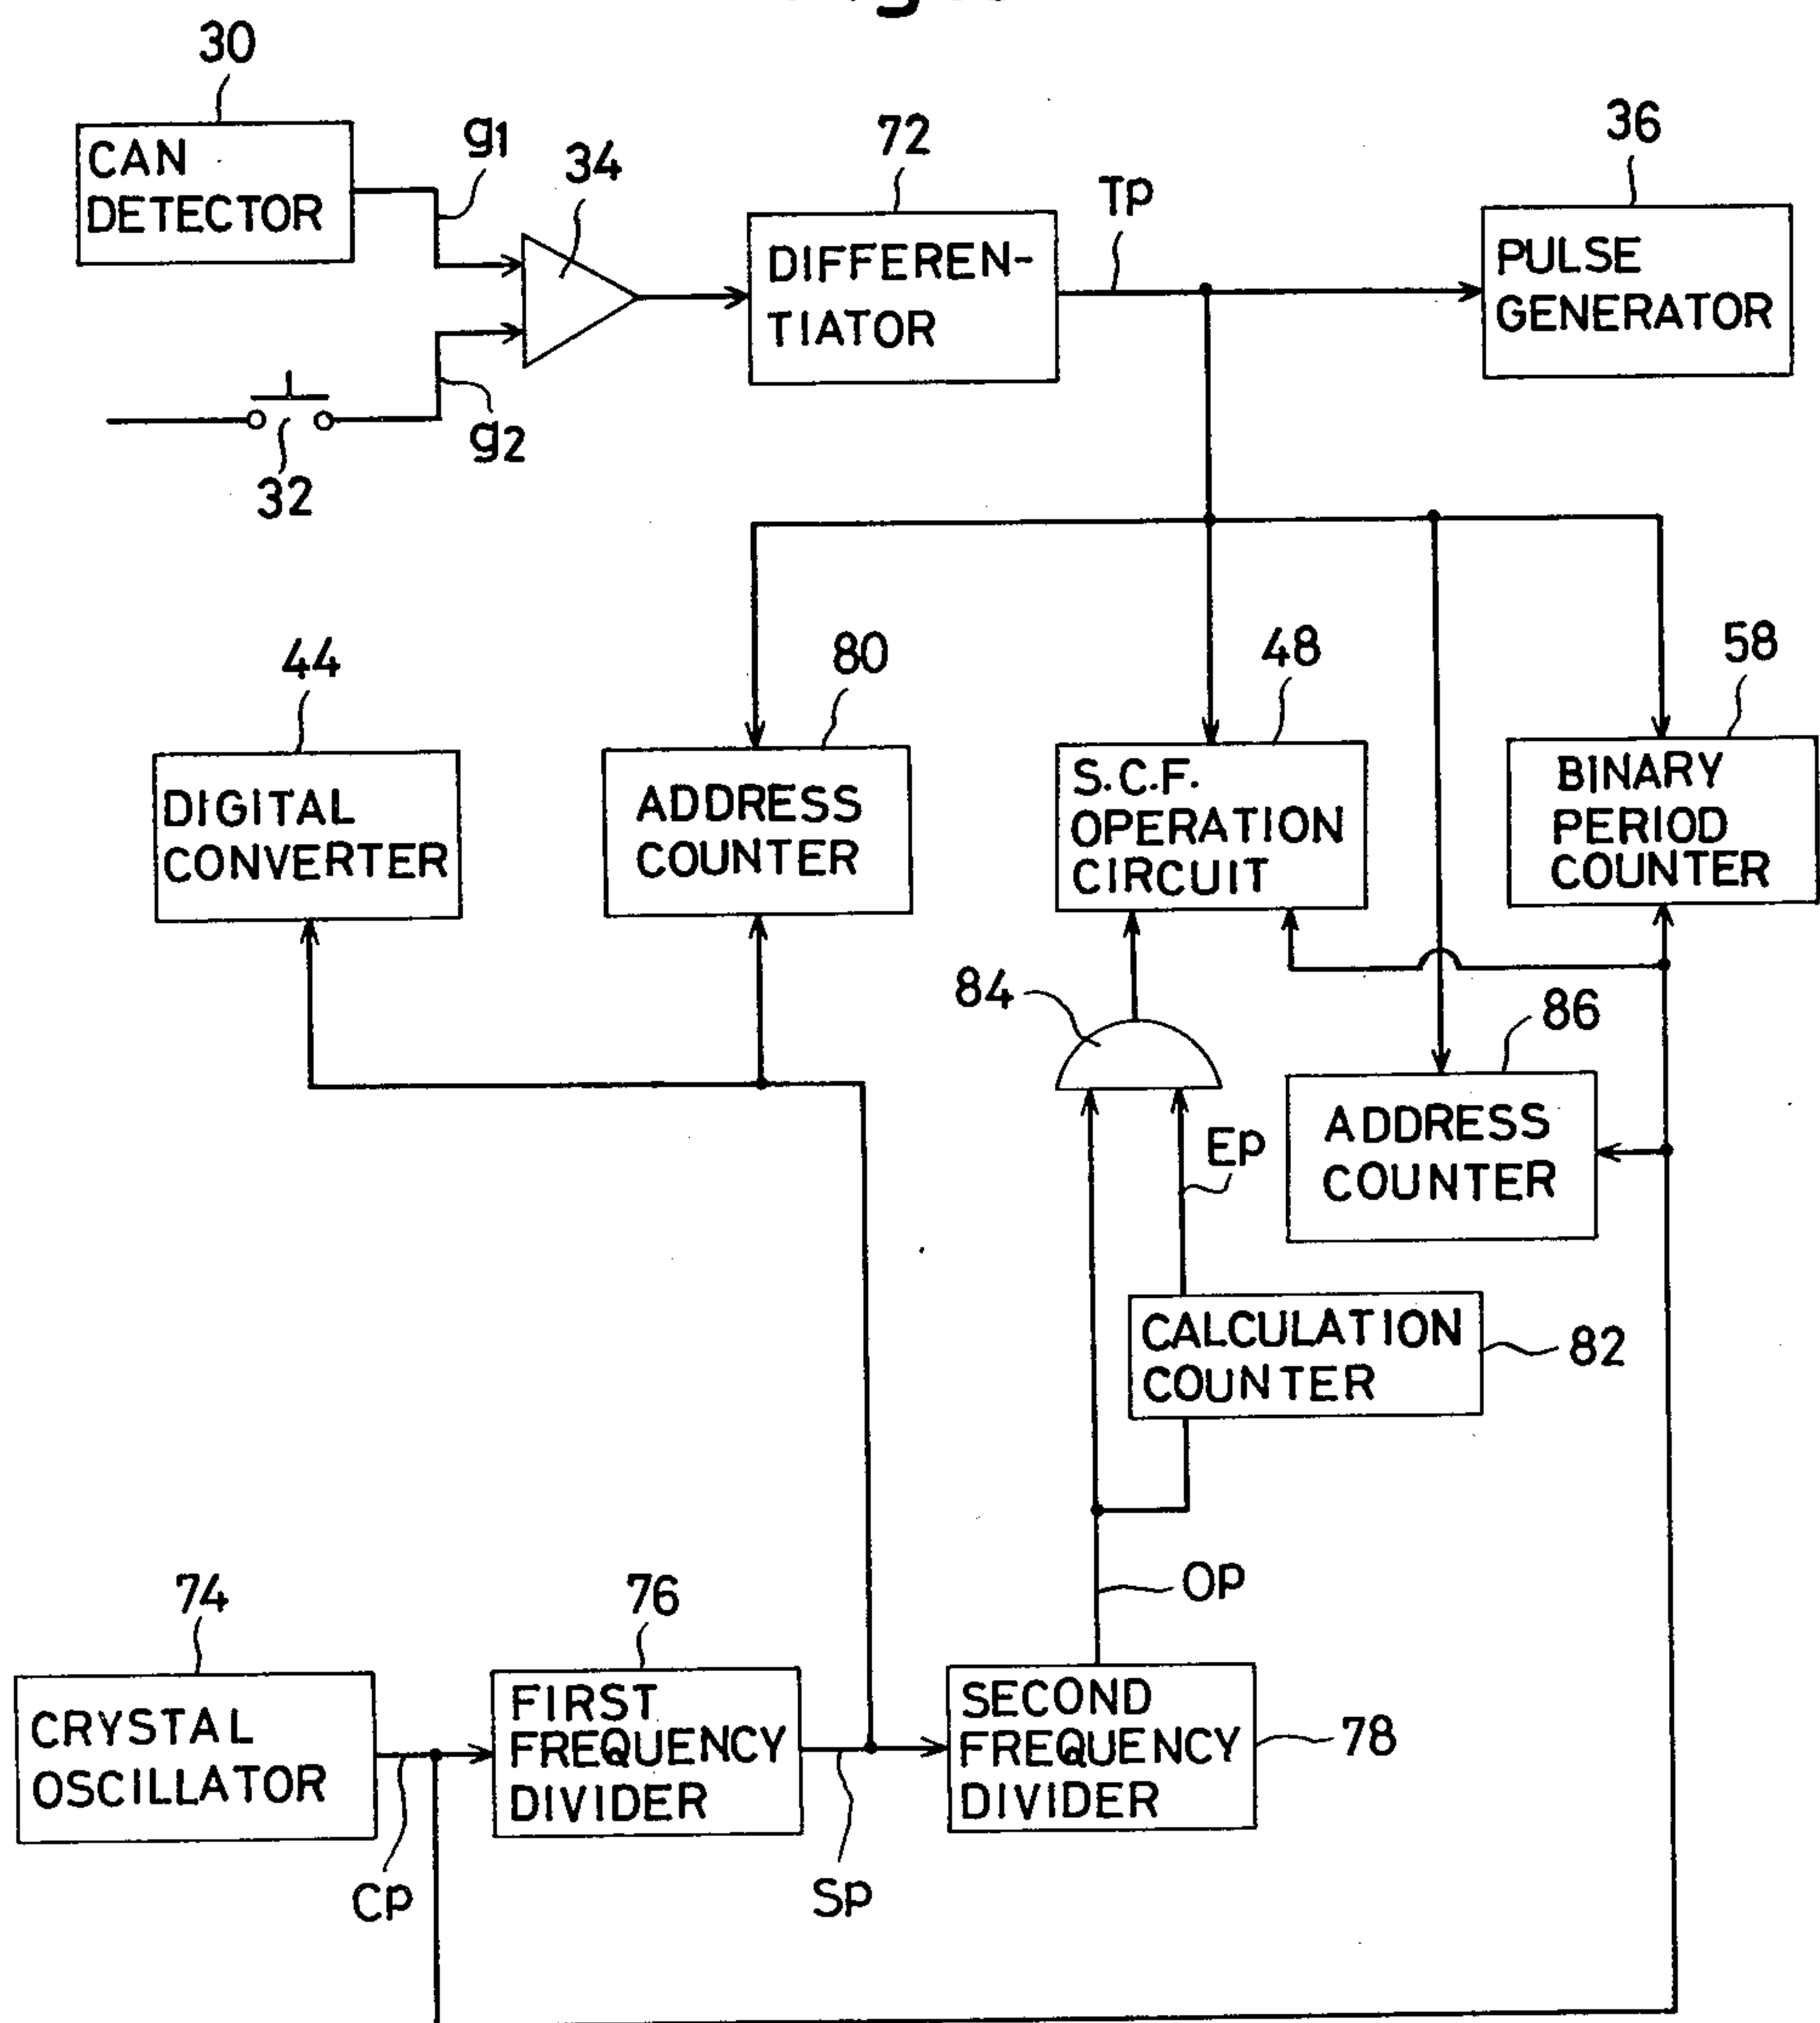 30
CAN
DETECTOR
g1
34
72
DIFFEREN-
TIATOR
Tp
36
PULSE
GENERATOR
g2
32
44
DIGITAL
CONVERTER
80
ADDRESS
COUNTER
48
S.C.F.
OPERATION
CIRCUIT
58
BINARY
PERIOD
COUNTER
84
86
ADDRESS
COUNTER
Ep
CALCULATION
COUNTER
82
Op
74
CRYSTAL
OSCILLATOR
Cp
76
FIRST
FREQUENCY
DIVIDER
Sp
SECOND
FREQUENCY
DIVIDER
78